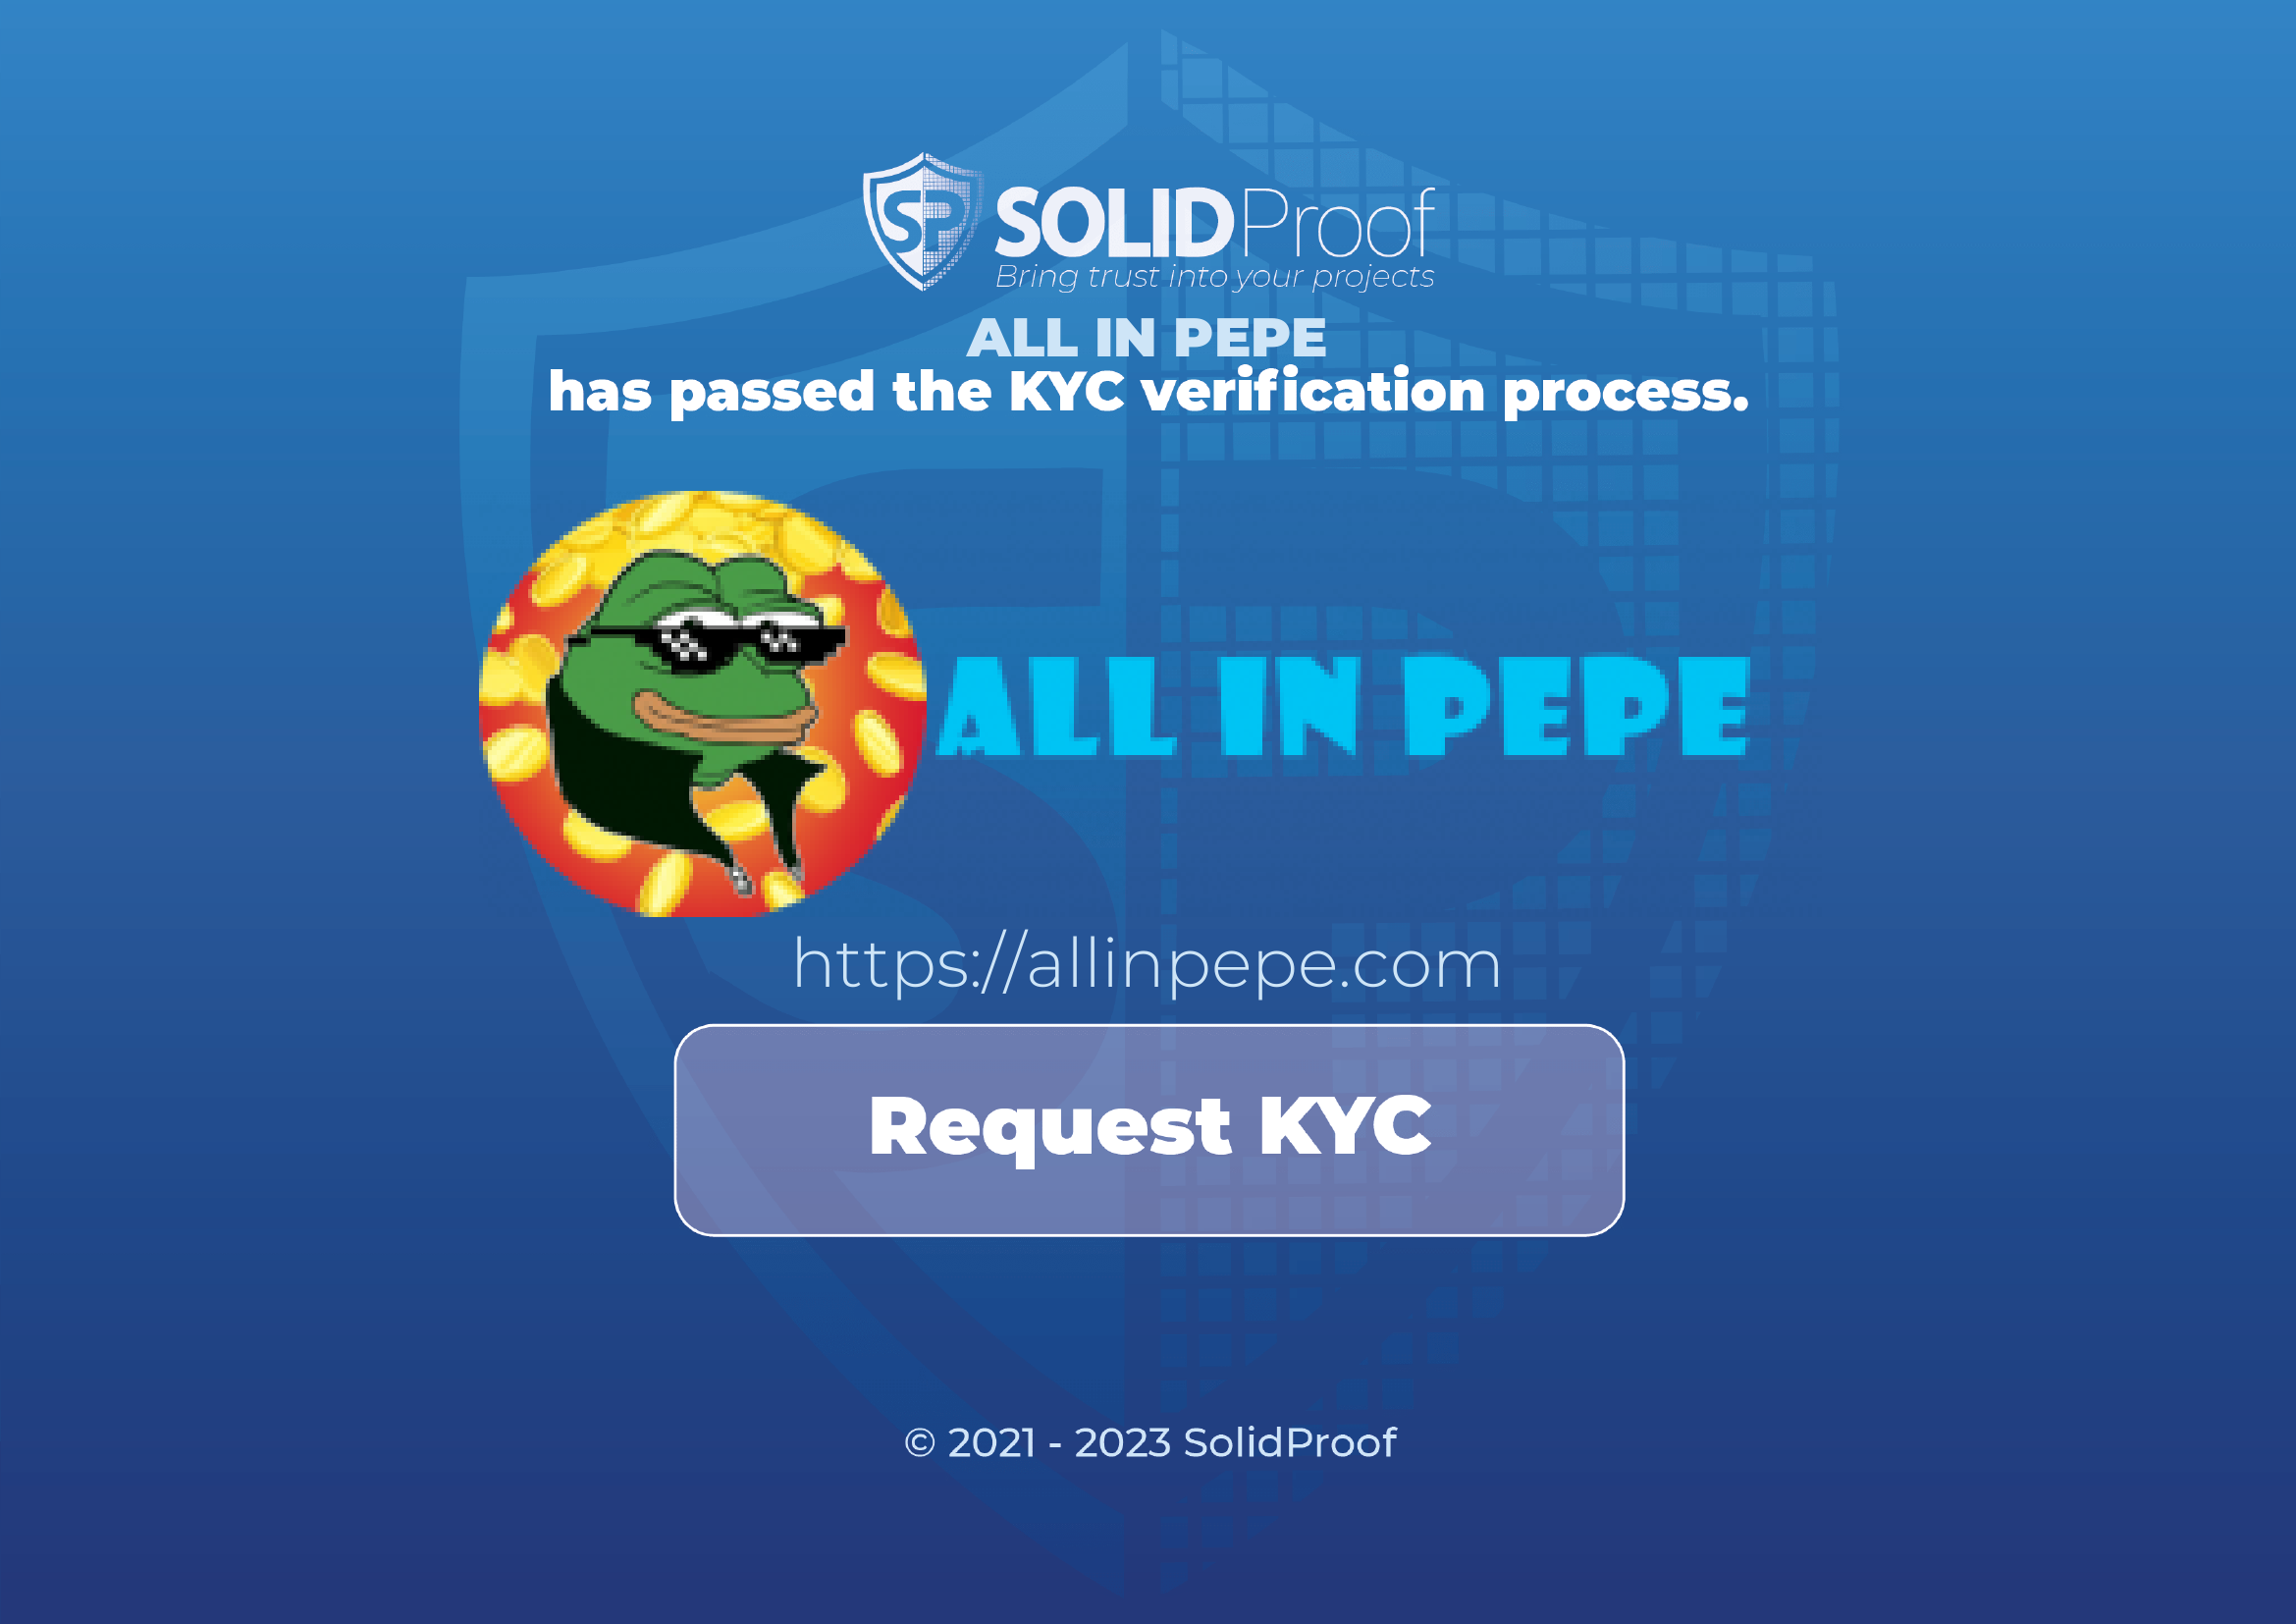 SP SOLIDProof
Bring trust into your projects
ALL IN PEPE
has passed the KYC verification process.
ALL IN PEPE
https://allinpepe.com
Request KYC
© 2021 - 2023 SolidProof